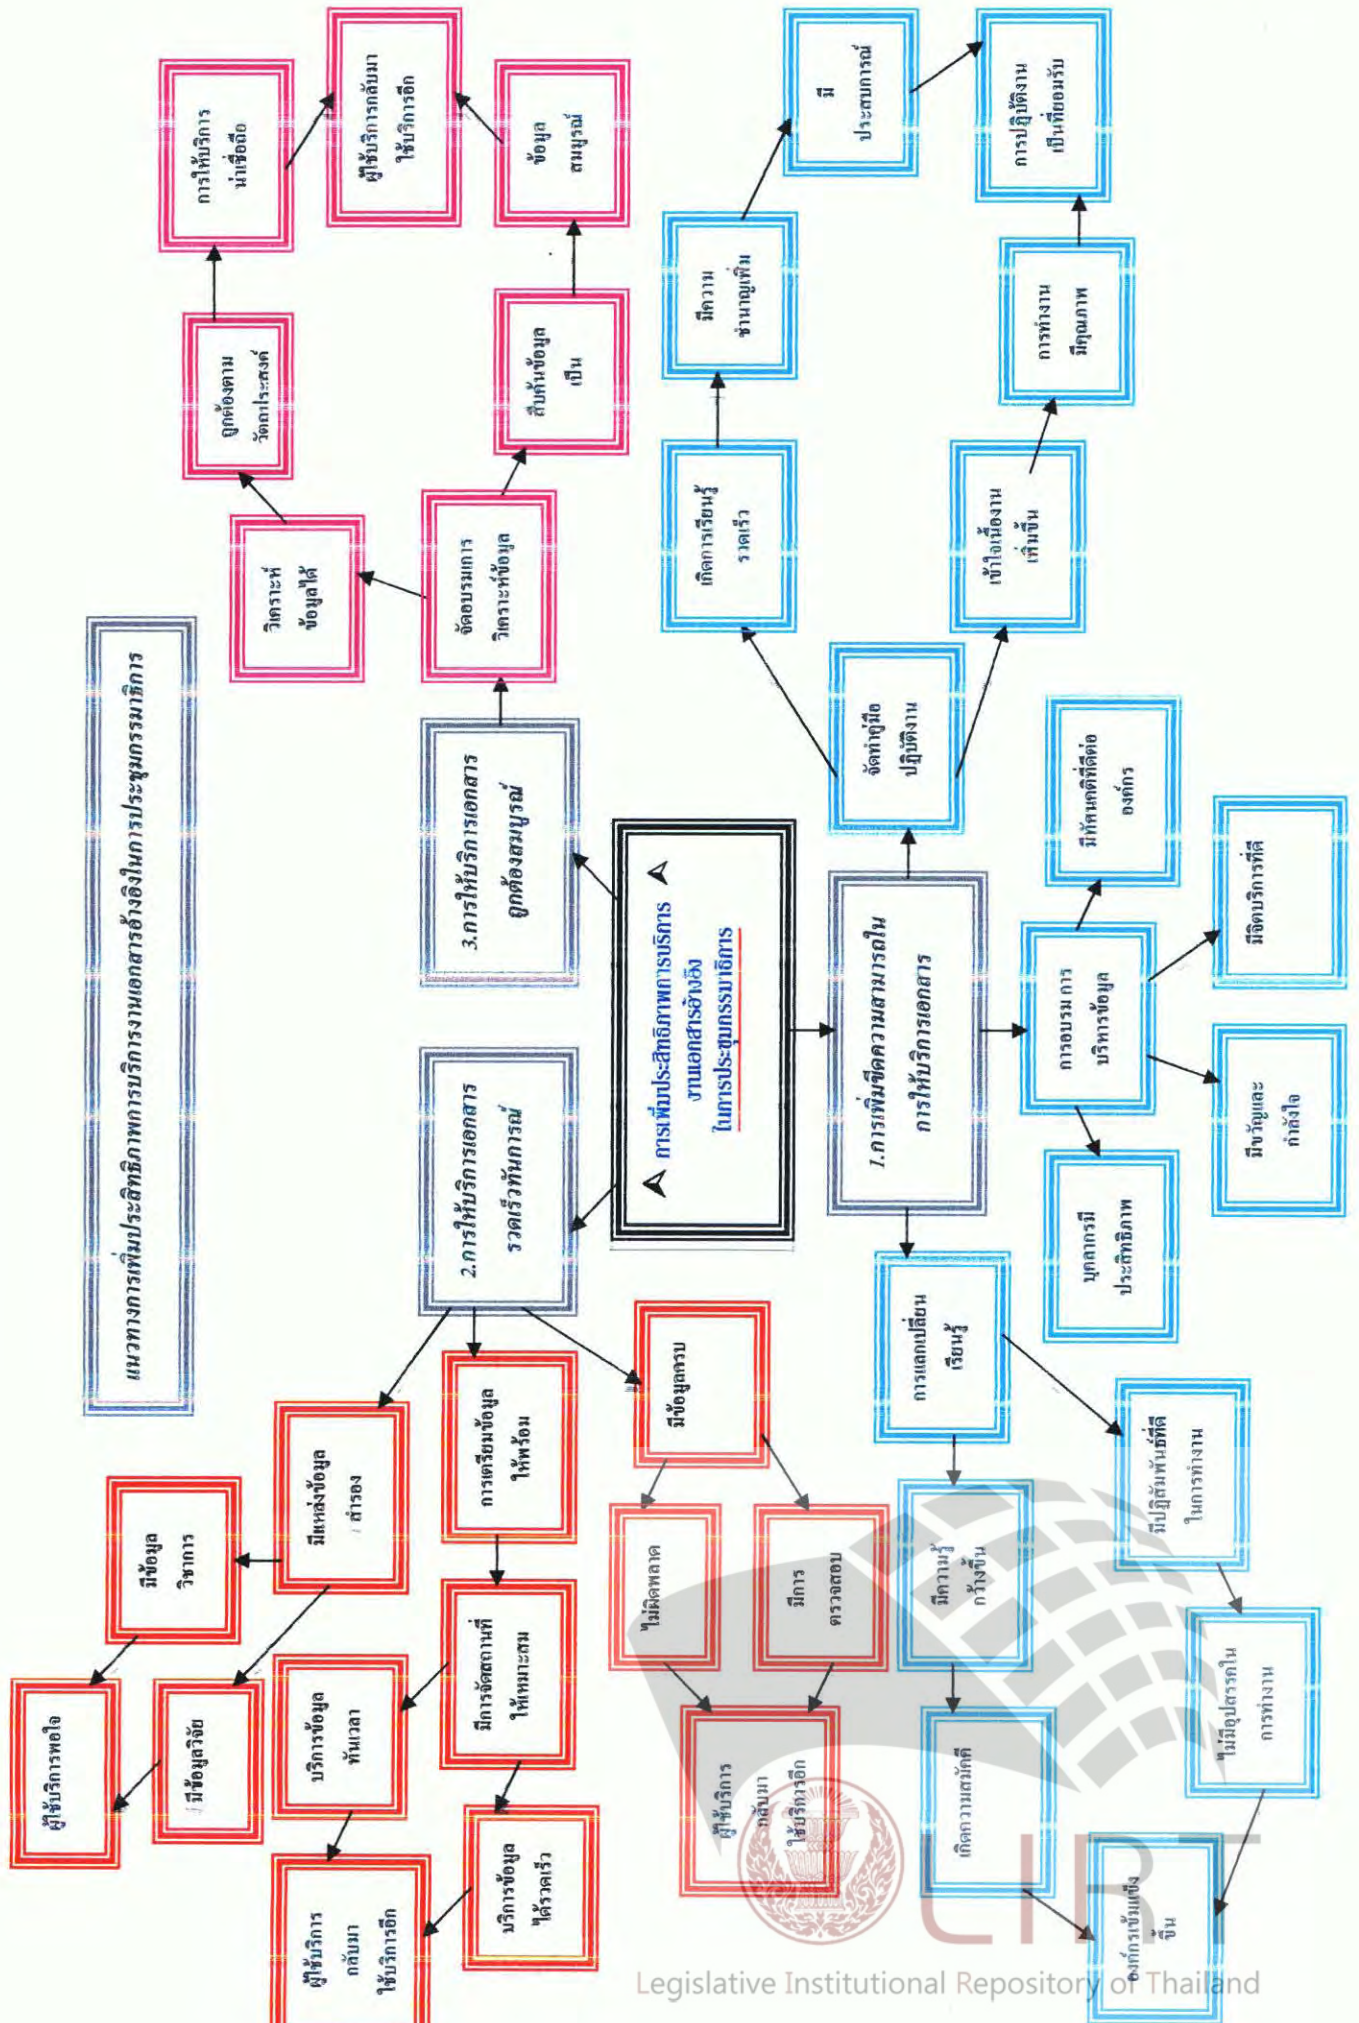 แนวทางการเพิ่มประสิทธิภาพการบริการงานเอกสารอ้างอิงในการประชุมกรรมาธิการ
การเพิ่มประสิทธิภาพการบริการ
งานเอกสารอ้างอิง
ในการประชุมกรรมาธิการ
1.การเพิ่มขีดความสามารถใน
การให้บริการเอกสาร
จัดทำคู่มือ
ปฏิบัติงาน
เกิดการเรียนรู้
รวดเร็ว
มีความ
ชำนาญเพิ่ม
มี
ประสบการณ์
การปฏิบัติงาน
เป็นที่ยอมรับ
เข้าใจเนื้องาน
เพิ่มขึ้น
การทำงาน
มีคุณภาพ
การอบรม การ
บริหารข้อมูล
มีทัศนคติที่ดีต่อ
องค์กร
มีจิตบริการที่ดี
มีขวัญและ
กำลังใจ
บุคลากรมี
ประสิทธิภาพ
การแลกเปลี่ยน
เรียนรู้
มีความรู้
กว้างขึ้น
เกิดความสมัคคี
มีปฏิสัมพันธ์ที่ดี
ในการทำงาน
ไม่มีอุปสรรคใน
การทำงาน
องค์กรเข้มแข็ง
ขึ้น
2.การให้บริการเอกสาร
รวดเร็วทันการณ์
มีแหล่งข้อมูล
สำรอง
มีข้อมูล
วิชาการ
มีข้อมูลวิจัย
ผู้ใช้บริการพอใจ
การเตรียมข้อมูล
ให้พร้อม
มีการจัดสถานที่
ให้เหมาะสม
บริการข้อมูล
ทันเวลา
บริการข้อมูล
ได้รวดเร็ว
ผู้ใช้บริการ
กลับมา
ใช้บริการอีก
มีข้อมูลครบ
ไม่ผิดพลาด
มีการ
ตรวจสอบ
ผู้ใช้บริการ
กลับมา
ใช้บริการอีก
3.การให้บริการเอกสาร
ถูกต้องสมบูรณ์
จัดอบรมการ
วิเคราะห์ข้อมูล
วิเคราะห์
ข้อมูลได้
ถูกต้องตาม
วัตถุประสงค์
การให้บริการ
น่าเชื่อถือ
สืบค้นข้อมูล
เป็น
ข้อมูล
สมบูรณ์
ผู้ใช้บริการกลับมา
ใช้บริการอีก
LIRT
Legislative Institutional Repository of Thailand